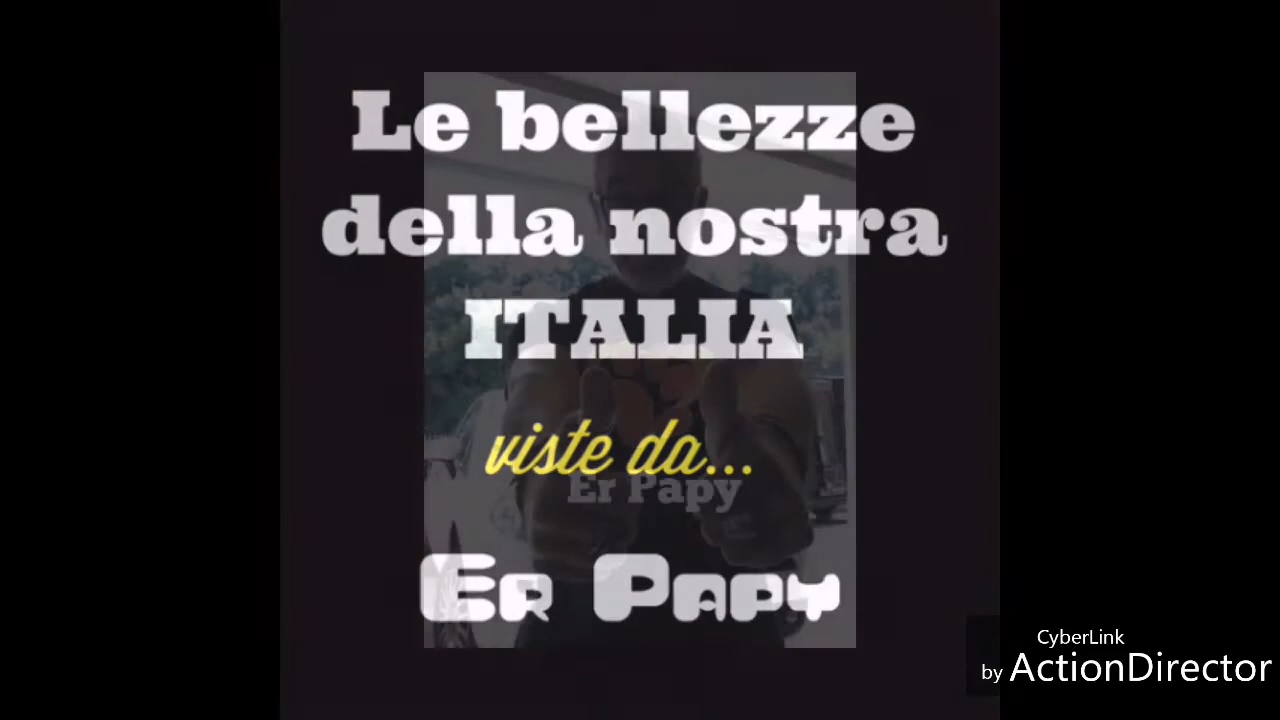 Le bellezze
della nostra
ITALIA
viste da...
Er Papy
Er Papy
CyberLink
by ActionDirector